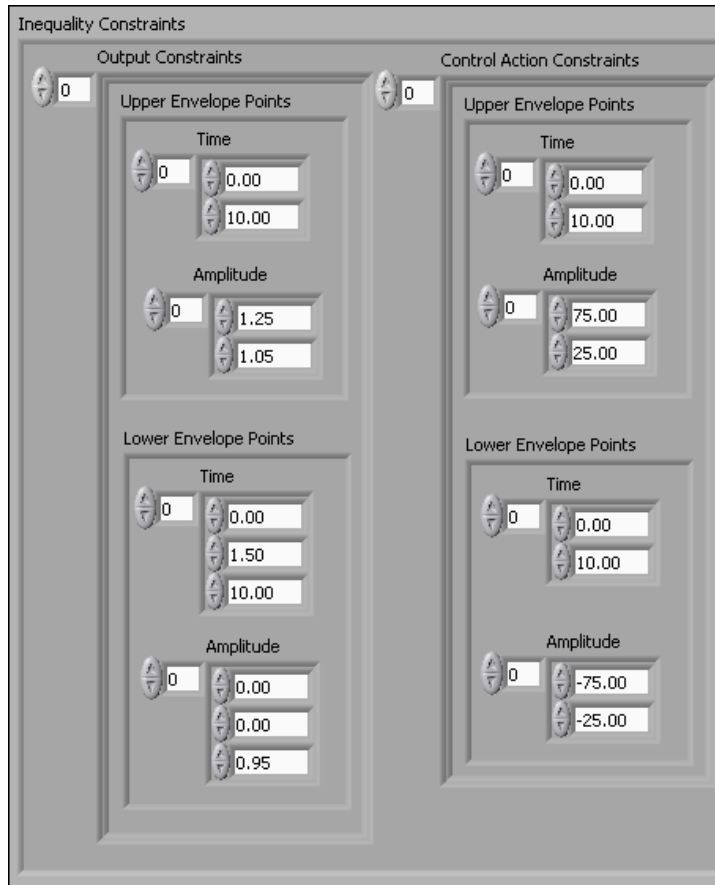 Inequality Constraints
Output Constraints
0
Upper Envelope Points
Time
0
0.00
10.00
Amplitude
0
1.25
1.05
Lower Envelope Points
Time
0
0.00
1.50
10.00
Amplitude
0
0.00
0.00
0.95
Control Action Constraints
0
Upper Envelope Points
Time
0
0.00
10.00
Amplitude
0
75.00
25.00
Lower Envelope Points
Time
0
0.00
10.00
Amplitude
0
-75.00
-25.00